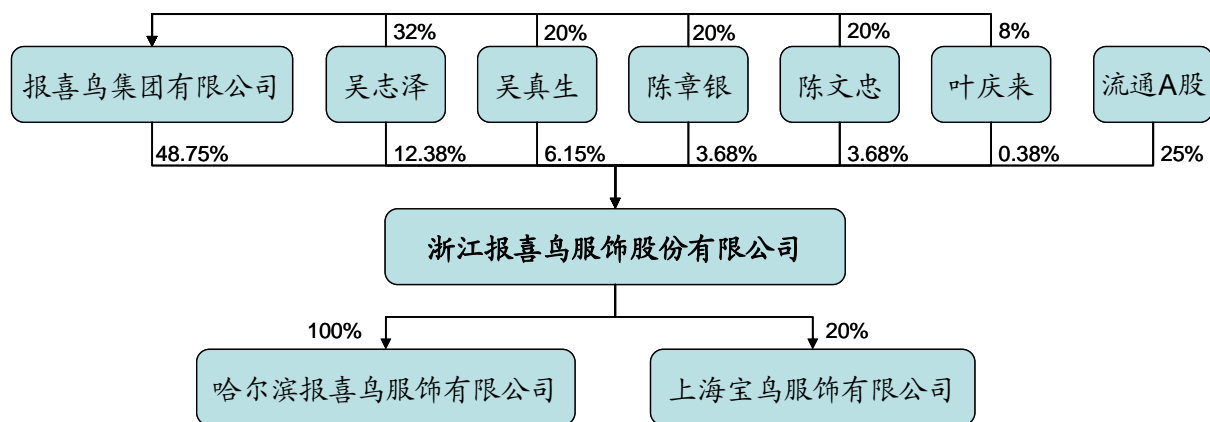 32% 20% 20% 20% 8%
报喜鸟集团有限公司 吴志泽 吴真生 陈章银 陈文忠 叶庆来 流通A股
48.75% 12.38% 6.15% 3.68% 3.68% 0.38% 25%
浙江报喜鸟服饰股份有限公司
100% 20%
哈尔滨报喜鸟服饰有限公司 上海宝鸟服饰有限公司